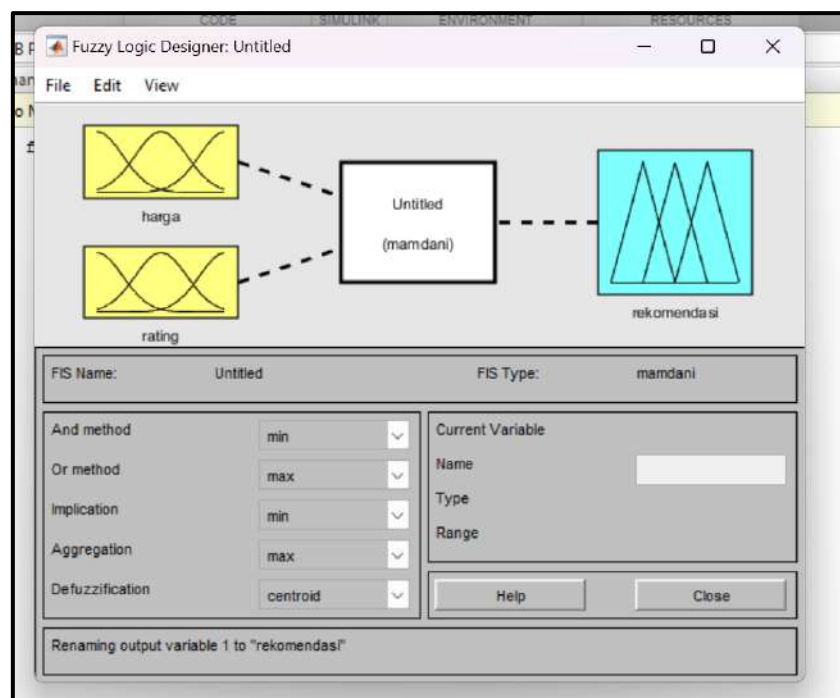 CODE SIMULINK ENVIRONMENT RESOURCES
Fuzzy Logic Designer: Untitled
File Edit View
harga
rating
Untitled
(mamdani)
rekomendasi
FIS Name: Untitled FIS Type: mamdani
And method min
Or method max
Implication min
Aggregation max
Defuzzification centroid
Current Variable
Name
Type
Range
Help Close
Renaming output variable 1 to "rekomendasi"